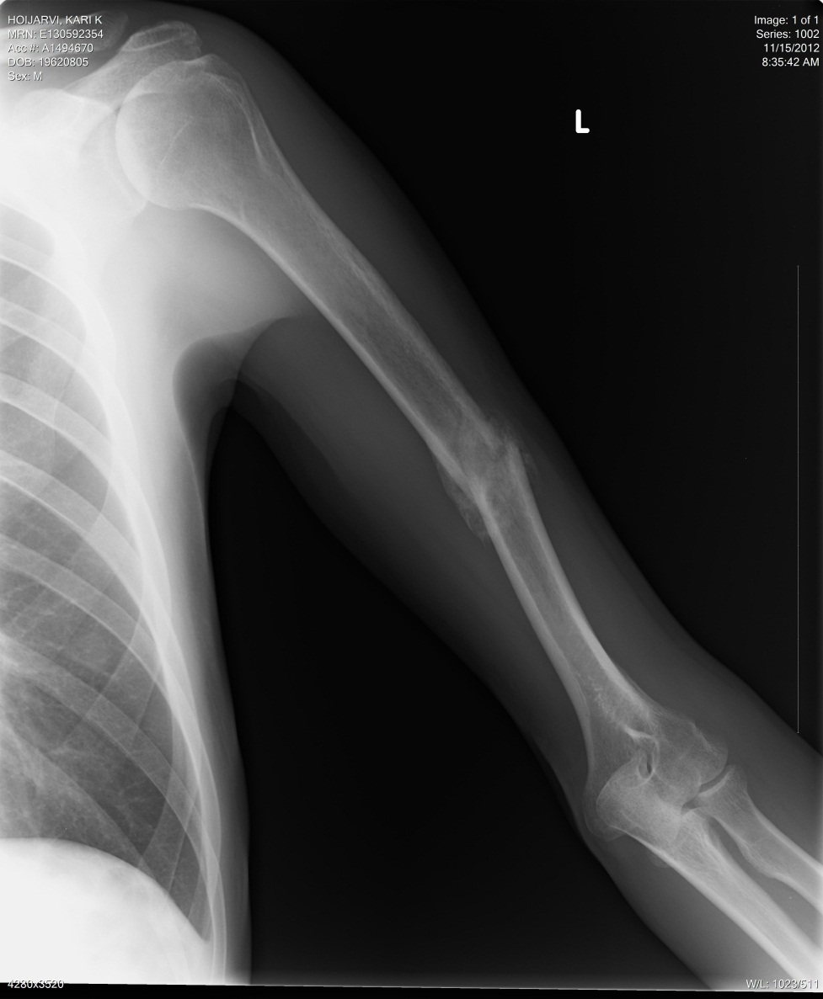 HOIJARVI, KARI K
MRN: E130592354
Acc #: A1494670
DOB: 19620805
Sex: M
Image: 1 of 1
Series: 1002
11/15/2012
8:35:42 AM
L
4280x3520
W/L: 1023/511